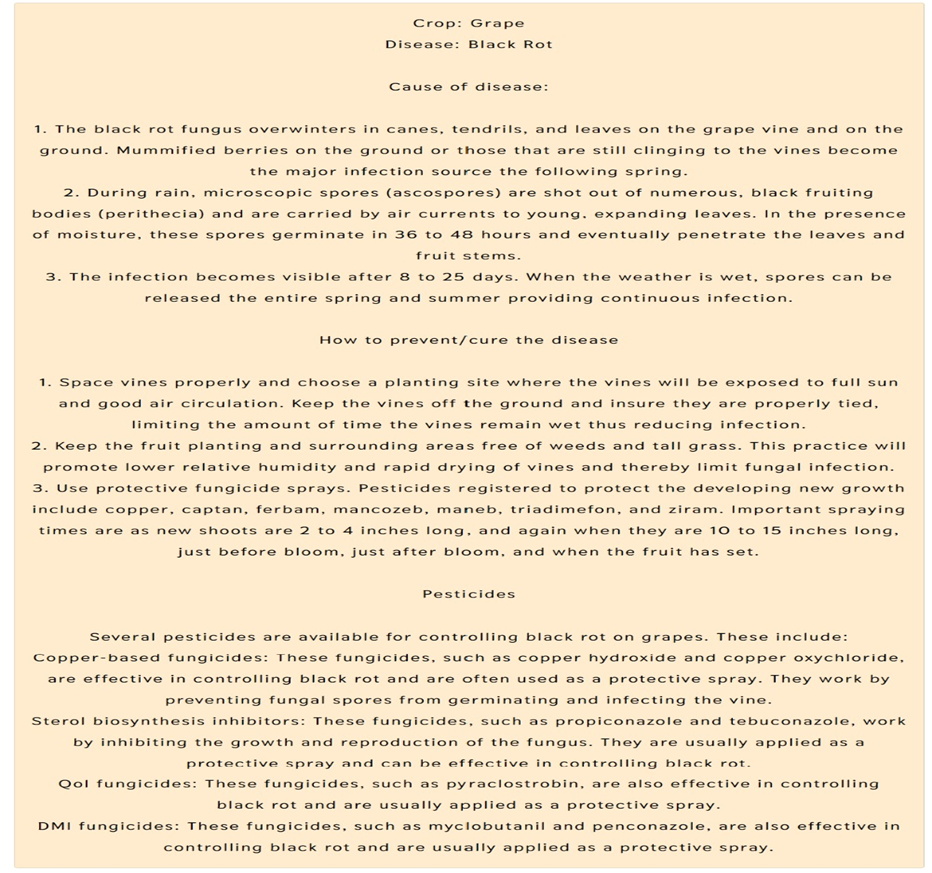 Crop: Grape
Disease: Black Rot
Cause of disease:
1. The black rot fungus overwinters in canes, tendrils, and leaves on the grape vine and on the
ground. Mummified berries on the ground or those that are still clinging to the vines become
the major infection source the following spring.
2. During rain, microscopic spores (ascospores) are shot out of numerous, black fruiting
bodies (perithecia) and are carried by air currents to young, expanding leaves. In the presence
of moisture, these spores germinate in 36 to 48 hours and eventually penetrate the leaves and
fruit stems.
3. The infection becomes visible after 8 to 25 days. When the weather is wet, spores can be
released the entire spring and summer providing continuous infection.
How to prevent/cure the disease
1. Space vines properly and choose a planting site where the vines will be exposed to full sun
and good air circulation. Keep the vines off the ground and insure they are properly tied,
limiting the amount of time the vines remain wet thus reducing infection.
2. Keep the fruit planting and surrounding areas free of weeds and tall grass. This practice will
promote lower relative humidity and rapid drying of vines and thereby limit fungal infection.
3. Use protective fungicide sprays. Pesticides registered to protect the developing new growth
include copper, captan, ferbam, mancozeb, maneb, triadimefon, and ziram. Important spraying
times are as new shoots are 2 to 4 inches long, and again when they are 10 to 15 inches long,
just before bloom, just after bloom, and when the fruit has set.
Pesticides
Several pesticides are available for controlling black rot on grapes. These include:
Copper-based fungicides: These fungicides, such as copper hydroxide and copper oxychloride,
are effective in controlling black rot and are often used as a protective spray. They work by
preventing fungal spores from germinating and infecting the vine.
Sterol biosynthesis inhibitors: These fungicides, such as propiconazole and tebuconazole, work
by inhibiting the growth and reproduction of the fungus. They are usually applied as a
protective spray and can be effective in controlling black rot.
QoI fungicides: These fungicides, such as pyraclostrobin, are also effective in controlling
black rot and are usually applied as a protective spray.
DMI fungicides: These fungicides, such as myclobutanil and penconazole, are also effective in
controlling black rot and are usually applied as a protective spray.